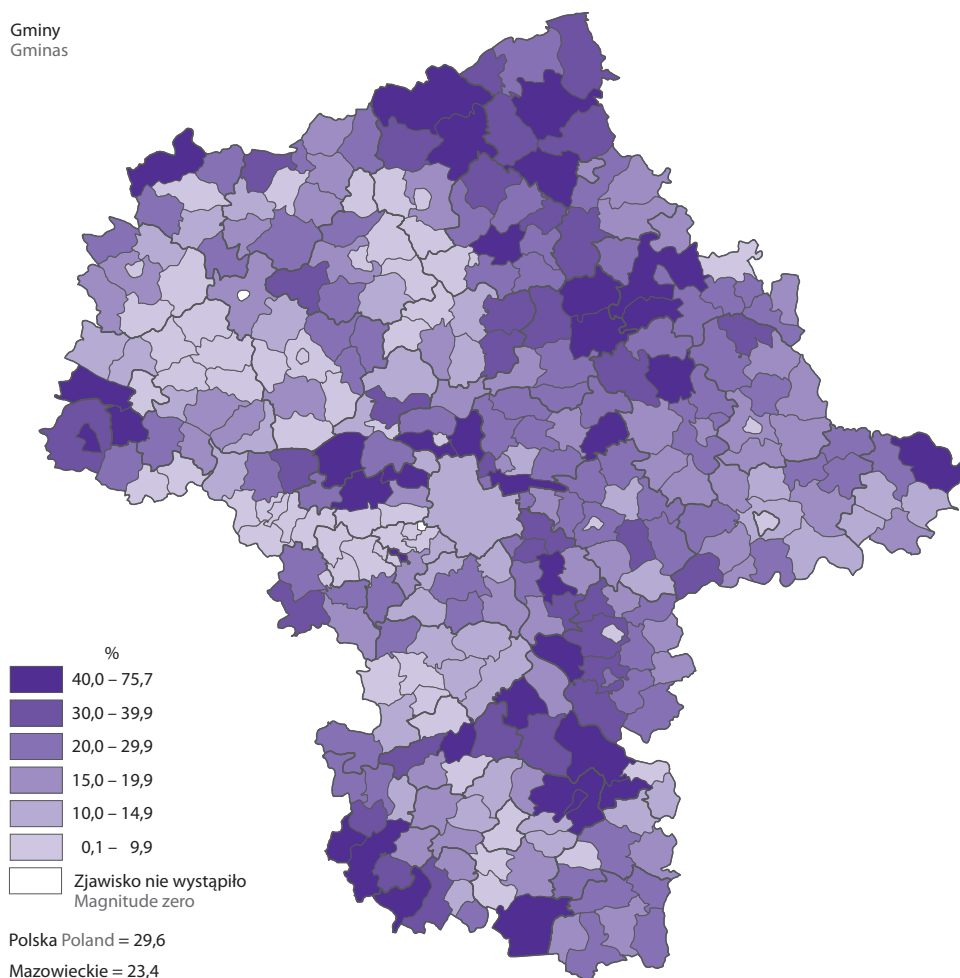 Gminy
Gminas
%
40,0 – 75,7
30,0 – 39,9
20,0 – 29,9
15,0 – 19,9
10,0 – 14,9
0,1 – 9,9
Zjawisko nie wystąpiło
Magnitude zero
Polska Poland = 29,6
Mazowieckie = 23,4